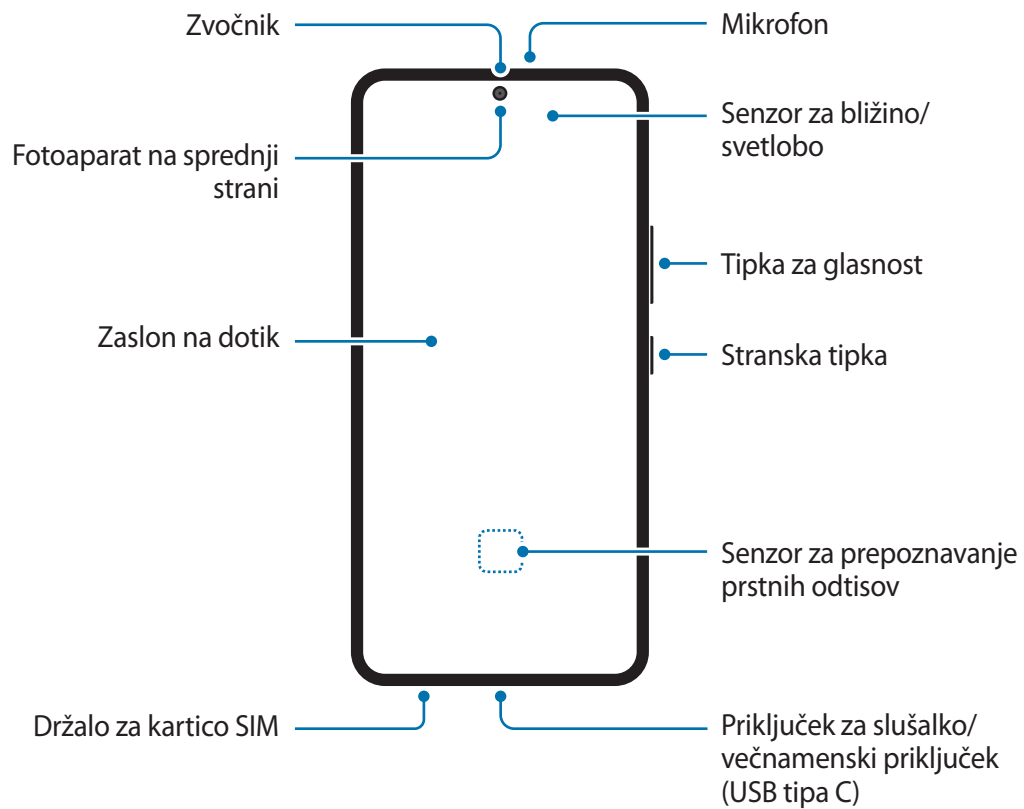 Zvočnik
Mikrofon
Fotoaparat na sprednji
strani
Senzor za bližino/
svetlobo
Tipka za glasnost
Zaslon na dotik
Stranska tipka
Senzor za prepoznavanje
prstnih odtisov
Držalo za kartico SIM
Priključek za slušalko/
večnamenski priključek
(USB tipa C)